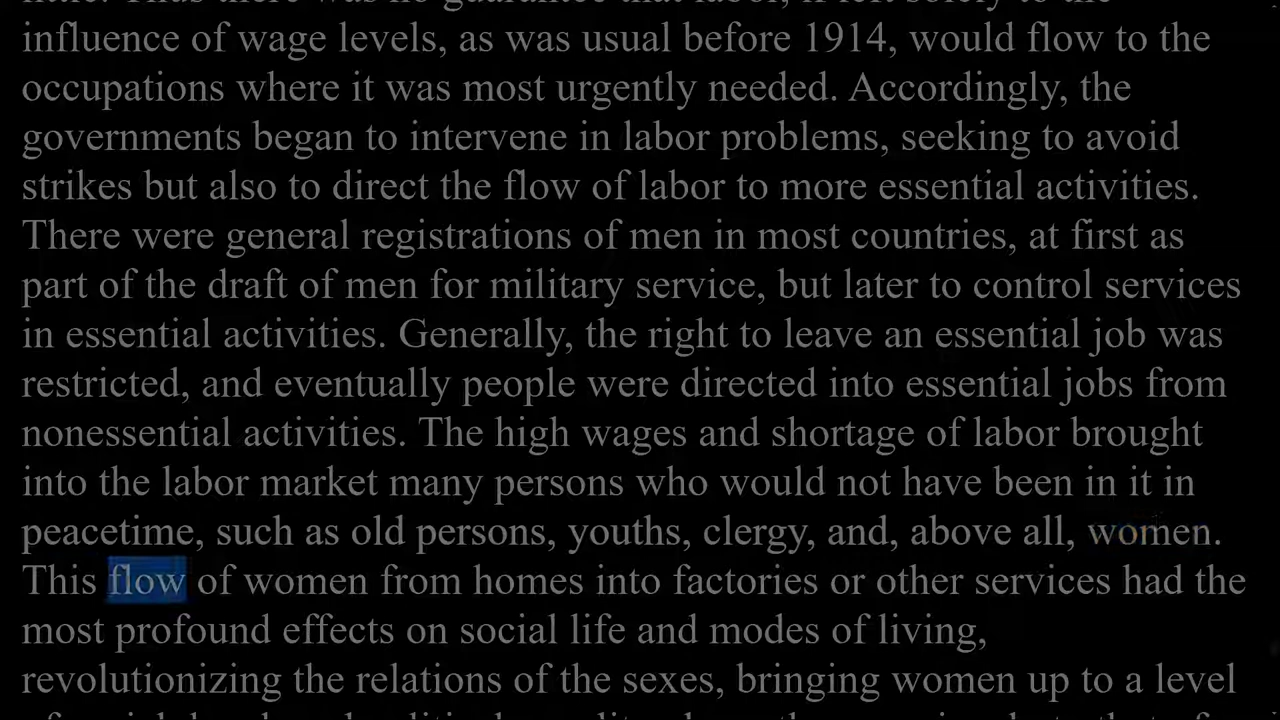 influence of wage levels, as was usual before 1914, would flow to the
occupations where it was most urgently needed. Accordingly, the
governments began to intervene in labor problems, seeking to avoid
strikes but also to direct the flow of labor to more essential activities.
There were general registrations of men in most countries, at first as
part of the draft of men for military service, but later to control services
in essential activities. Generally, the right to leave an essential job was
restricted, and eventually people were directed into essential jobs from
nonessential activities. The high wages and shortage of labor brought
into the labor market many persons who would not have been in it in
peacetime, such as old persons, youths, clergy, and, above all, women.
This flow of women from homes into factories or other services had the
most profound effects on social life and modes of living,
revolutionizing the relations of the sexes, bringing women up to a level